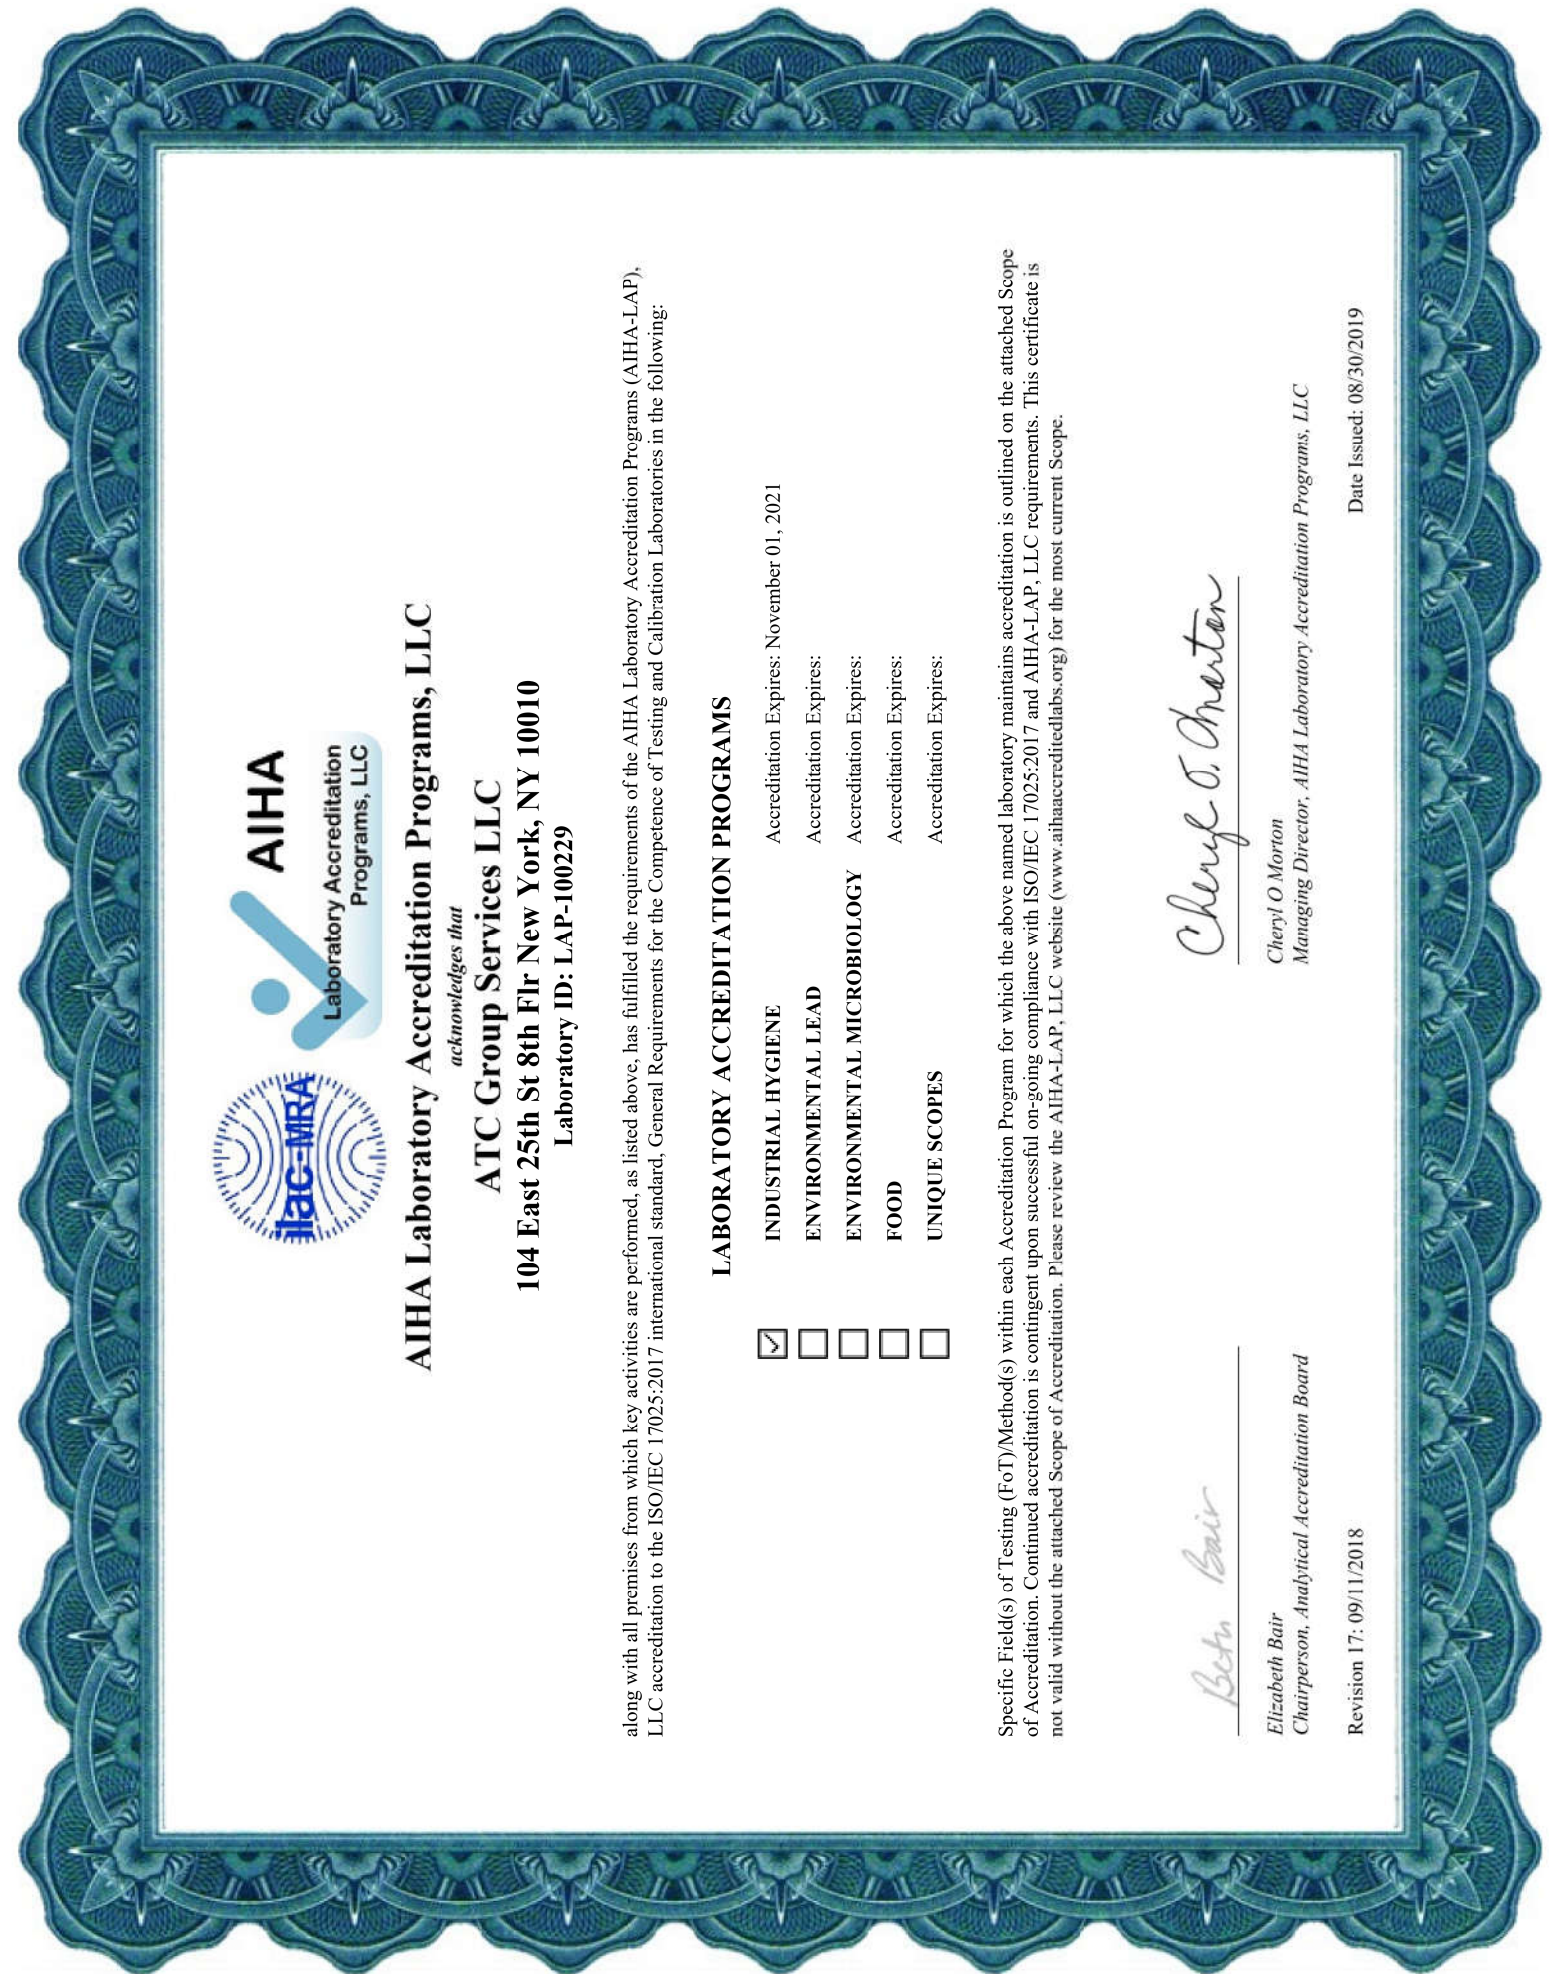 ilac-MRA
AIHA
Laboratory Accreditation
Programs, LLC
AIHA Laboratory Accreditation Programs, LLC
acknowledges that
ATC Group Services LLC
104 East 25th St 8th Flr New York, NY 10010
Laboratory ID: LAP-100229
along with all premises from which key activities are performed, as listed above, has fulfilled the requirements of the AIHA Laboratory Accreditation Programs (AIHA-LAP),
LLC accreditation to the ISO/IEC 17025:2017 international standard, General Requirements for the Competence of Testing and Calibration Laboratories in the following:
LABORATORY ACCREDITATION PROGRAMS
INDUSTRIAL HYGIENE Accreditation Expires: November 01, 2021
ENVIRONMENTAL LEAD Accreditation Expires:
ENVIRONMENTAL MICROBIOLOGY Accreditation Expires:
FOOD Accreditation Expires:
UNIQUE SCOPES Accreditation Expires:
Specific Field(s) of Testing (FoT)/Method(s) within each Accreditation Program for which the above named laboratory maintains accreditation is outlined on the attached Scope
of Accreditation. Continued accreditation is contingent upon successful on-going compliance with ISO/IEC 17025:2017 and AIHA-LAP, LLC requirements. This certificate is
not valid without the attached Scope of Accreditation. Please review the AIHA-LAP, LLC website (www.aihaaccreditedlabs.org) for the most current Scope.
Beth Bair
Cheryl O. Morton
Elizabeth Bair
Chairperson, Analytical Accreditation Board
Cheryl O Morton
Managing Director, AIHA Laboratory Accreditation Programs, LLC
Revision 17: 09/11/2018
Date Issued: 08/30/2019